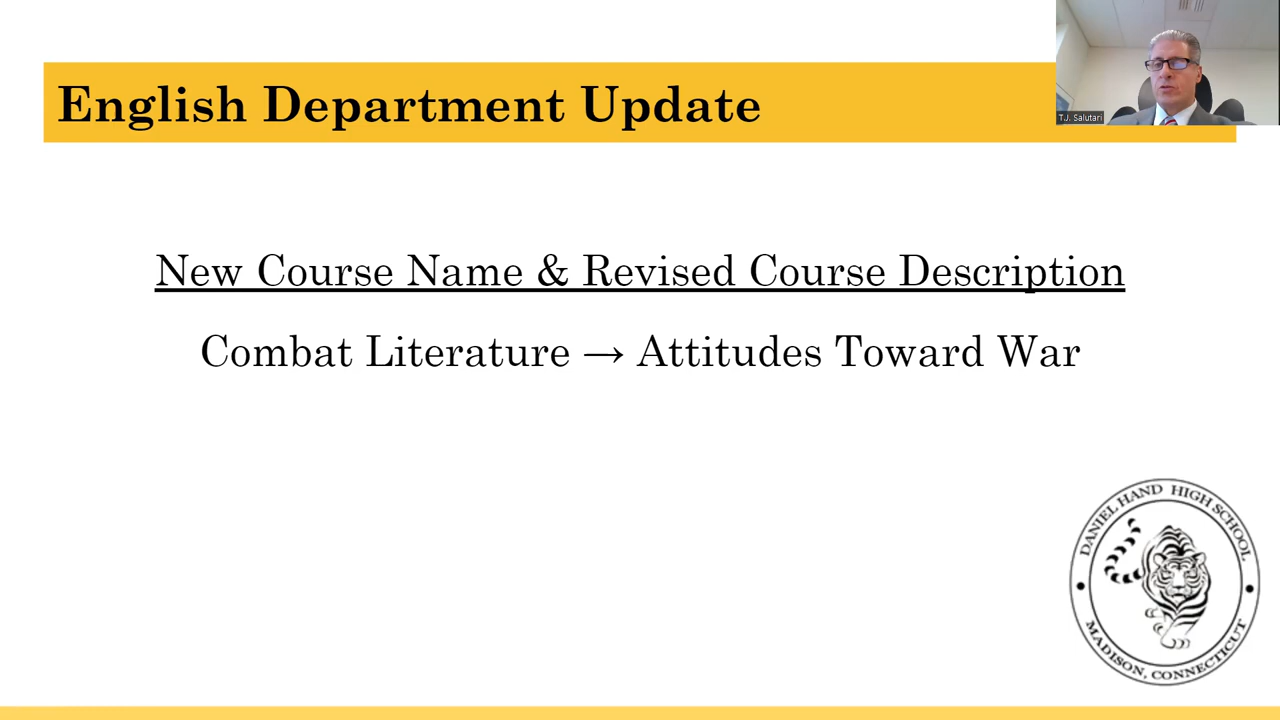 English Department Update
T.J. Salutari
New Course Name & Revised Course Description
Combat Literature → Attitudes Toward War
DANIEL HAND HIGH SCHOOL
MADISON, CONNECTICUT